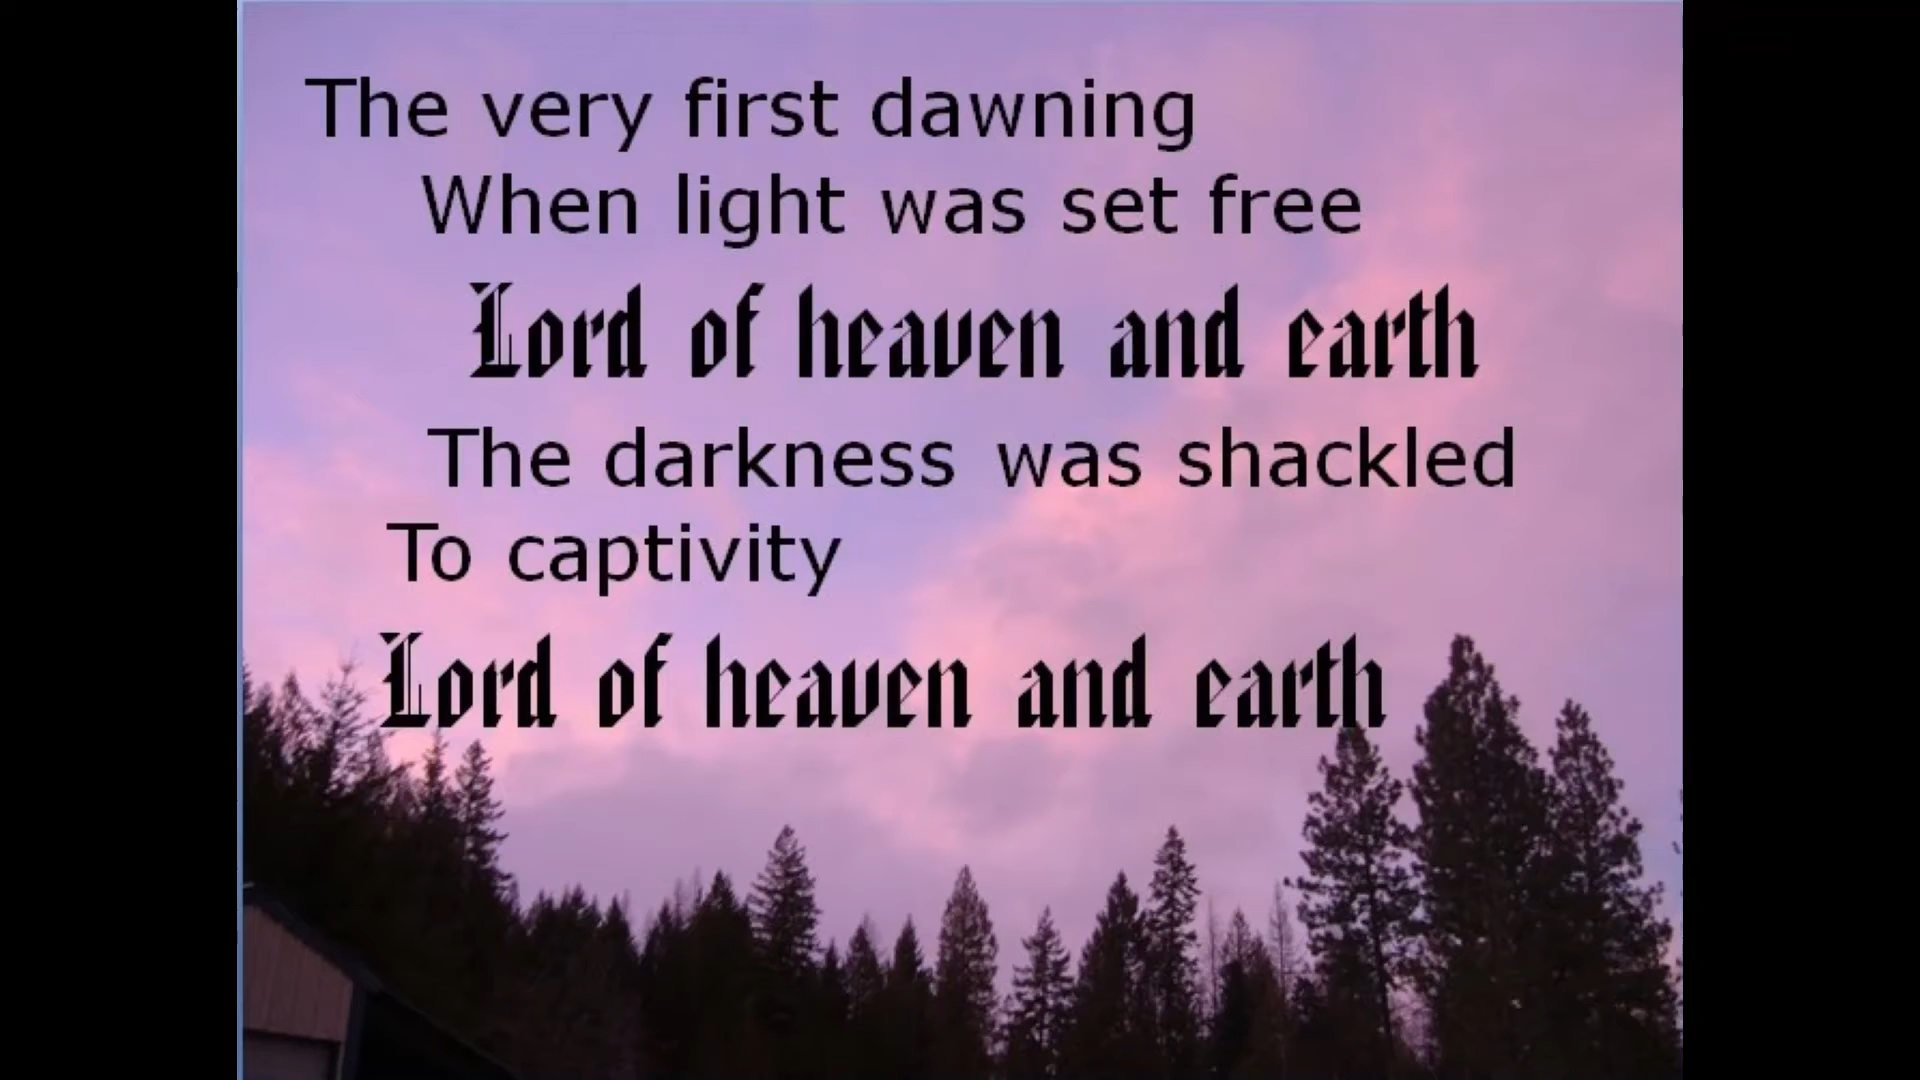 The very first dawning
When light was set free
Lord of heaven and earth
The darkness was shackled
To captivity
Lord of heaven and earth